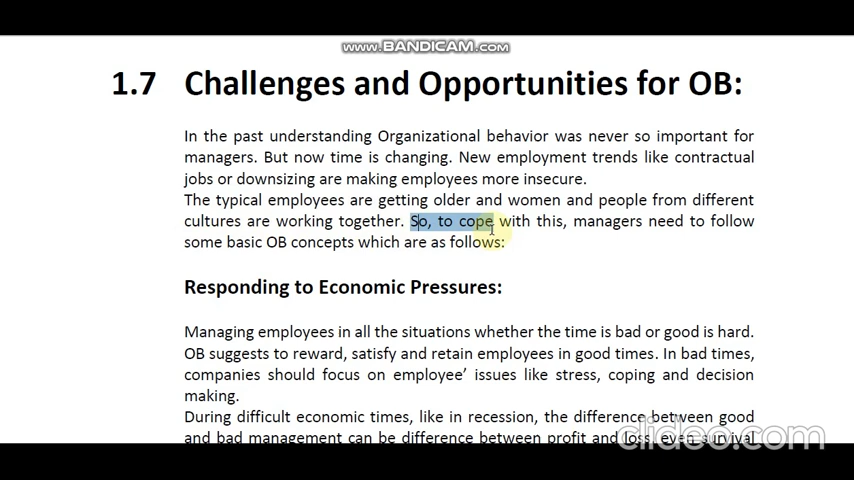 www.BANDICAM.com
1.7 Challenges and Opportunities for OB:
In the past understanding Organizational behavior was never so important for
managers. But now time is changing. New employment trends like contractual
jobs or downsizing are making employees more insecure.
The typical employees are getting older and women and people from different
cultures are working together. So, to cope with this, managers need to follow
some basic OB concepts which are as follows:
Responding to Economic Pressures:
Managing employees in all the situations whether the time is bad or good is hard.
OB suggests to reward, satisfy and retain employees in good times. In bad times,
companies should focus on employee’ issues like stress, coping and decision
making.
During difficult economic times, like in recession, the difference between good
and bad management can be difference between profit and loss, even survival
clideo.com